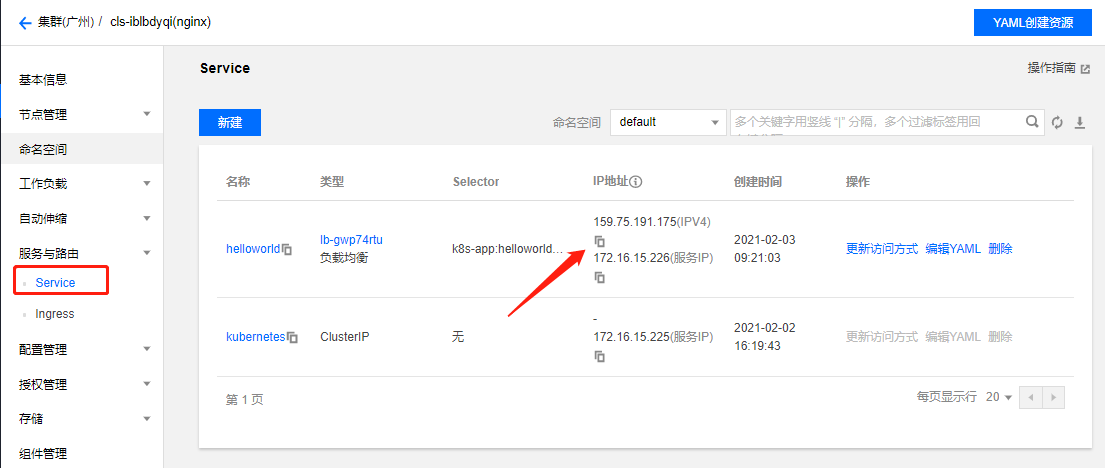 集群(广州) / cls-iblbdyqi(nginx)
YAML创建资源
基本信息
节点管理
命名空间
工作负载
自动伸缩
服务与路由
Service
Ingress
配置管理
授权管理
存储
组件管理
Service
操作指南
新建
命名空间
default
多个关键字用竖线 “|” 分隔，多个过滤标签用回
名称 类型 Selector IP地址 创建时间 操作
helloworld
lb-gwp74rtu
负载均衡
k8s-app:helloworld...
159.75.191.175(IPV4)
172.16.15.226(服务IP)
2021-02-03
09:21:03
更新访问方式 编辑YAML 删除
kubernetes
ClusterIP
无
-
172.16.15.225(服务IP)
2021-02-02
16:19:43
更新访问方式 编辑YAML 删除
第 1 页
每页显示行 20